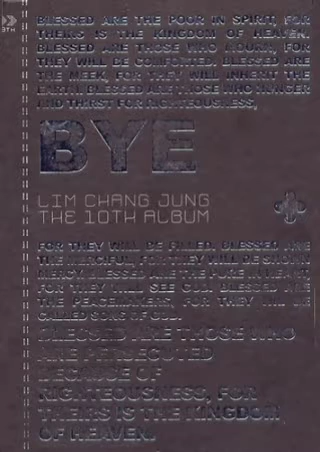 3TH
BLESSED ARE THE POOR IN SPIRIT, FOR
THEIRS IS THE KINGDOM OF HEAVEN.
BLESSED ARE THOSE WHO MOURN, FOR
THEY WILL BE COMFORTED. BLESSED ARE
THE MEEK, FOR THEY WILL INHERIT THE
EARTH. BLESSED ARE THOSE WHO HUNGER
AND THIRST FOR RIGHTEOUSNESS,
BYE
LIM CHANG JUNG
THE 10TH ALBUM
FOR THEY WILL BE FILLED. BLESSED ARE
THE MERCIFUL, FOR THEY WILL BE SHOWN
MERCY. BLESSED ARE THE PURE IN HEART,
FOR THEY WILL SEE GOD. BLESSED ARE
THE PEACEMAKERS, FOR THEY WILL BE
CALLED SONS OF GOD.
BLESSED ARE THOSE WHO
ARE PERSECUTED
BECAUSE OF
RIGHTEOUSNESS, FOR
THEIRS IS THE KINGDOM
OF HEAVEN.